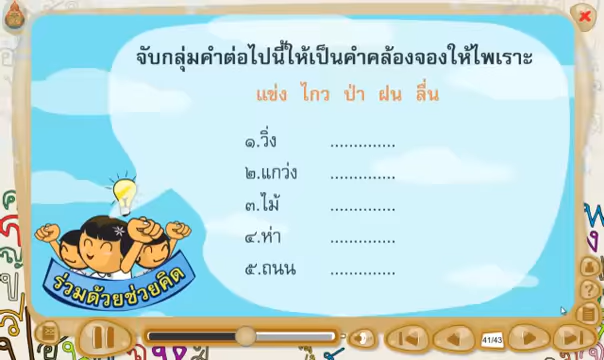 จับกลุ่มคำต่อไปนี้ให้เป็นคำคล้องจองให้ไพเราะ
แข่ง ไกว ป่า ฝน ลื่น
๑.วิ่ง ..............
๒.แกว่ง ..............
๓.ไม้ ..............
๔.ห่า ..............
๕.ถนน ..............
ร่วมด้วยช่วยคิด
41/43